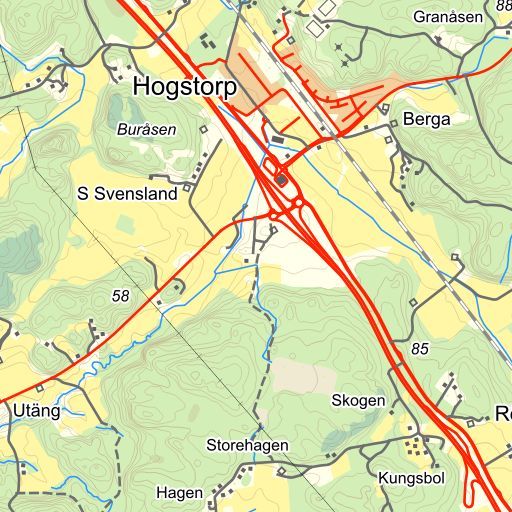 88
Granåsen
Hogstorp
Berga
Buråsen
S Svensland
58
85
Skogen
Utäng
Storehagen
Kungsbol
Hagen